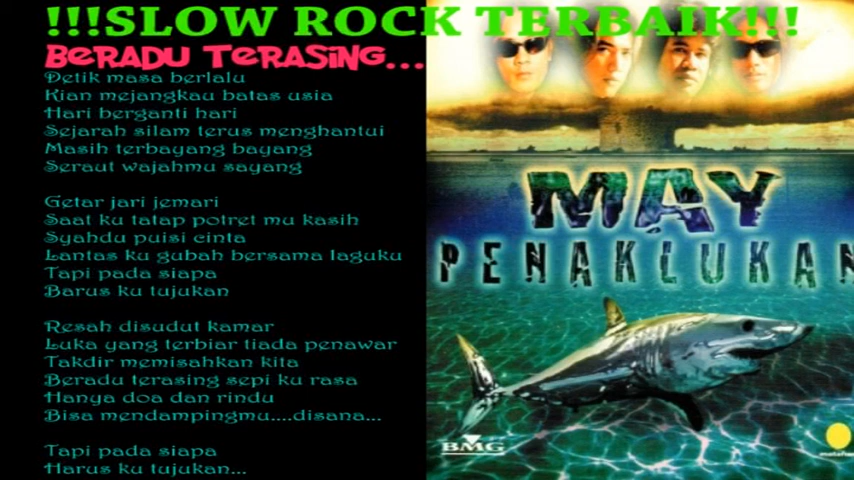 !!!SLOW ROCK TERBAIK!!!
BERADU TERASING...
Detik masa berlalu
Kian mejangkau batas usia
Hari berganti hari
Sejarah silam terus menghantui
Masih terbayang bayang
Seraut wajahmu sayang
Getar jari jemari
Saat ku tatap potret mu kasih
Syahdu puisi cinta
Lantas ku gubah bersama laguku
Tapi pada siapa
Barus ku tujukan
Resah disudut kamar
Luka yang terbiar tiada penawar
Takdir memisahkan kita
Beradu terasing sepi ku rasa
Hanya doa dan rindu
Bisa mendampingmu....disana...
Tapi pada siapa
Harus ku tujukan...
MAY
PENAKLUKAN
BMG